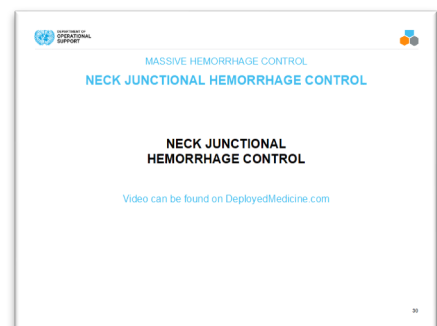 DEPARTMENT OF
OPERATIONAL
SUPPORT
MASSIVE HEMORRHAGE CONTROL
NECK JUNCTIONAL HEMORRHAGE CONTROL
NECK JUNCTIONAL
HEMORRHAGE CONTROL
Video can be found on DeployedMedicine.com
30